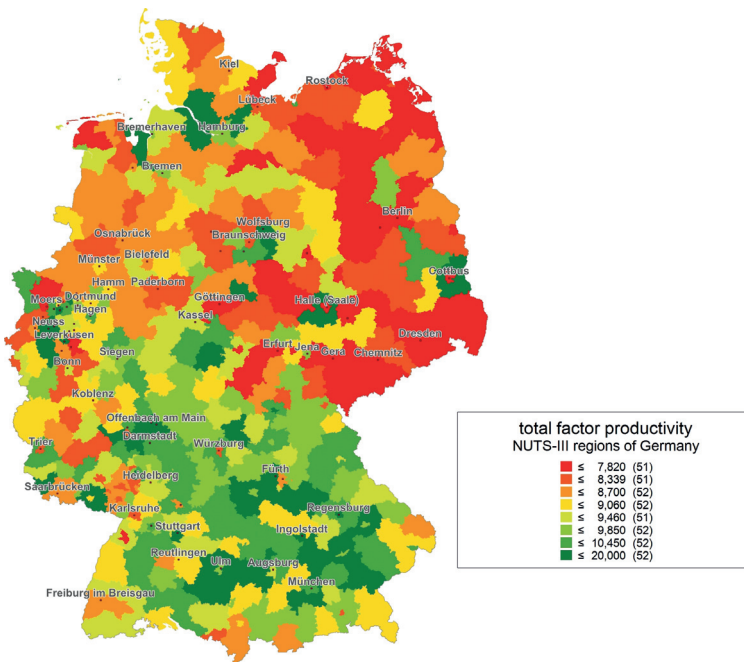 Kiel
Rostock
Lübeck
Bremerhaven
Hamburg
Bremen
Berlin
Wolfsburg
Osnabrück
Braunschweig
Münster
Bielefeld
Cottbus
Hamm
Paderborn
Moers
Dortmund
Göttingen
Halle (Saale)
Hagen
Neuss
Kassel
Leverkusen
Dresden
Erfurt
Jena
Gera
Chemnitz
Siegen
Bonn
Koblenz
Offenbach am Main
Trier
Darmstadt
Würzburg
Fürth
Heidelberg
Saarbrücken
Karlsruhe
Regensburg
Stuttgart
Ingolstadt
Reutlingen
Ulm
Augsburg
München
Freiburg im Breisgau
total factor productivity
NUTS-III regions of Germany
≤ 7,820 (51)
≤ 8,339 (51)
≤ 8,700 (52)
≤ 9,060 (52)
≤ 9,460 (51)
≤ 9,850 (52)
≤ 10,450 (52)
≤ 20,000 (52)